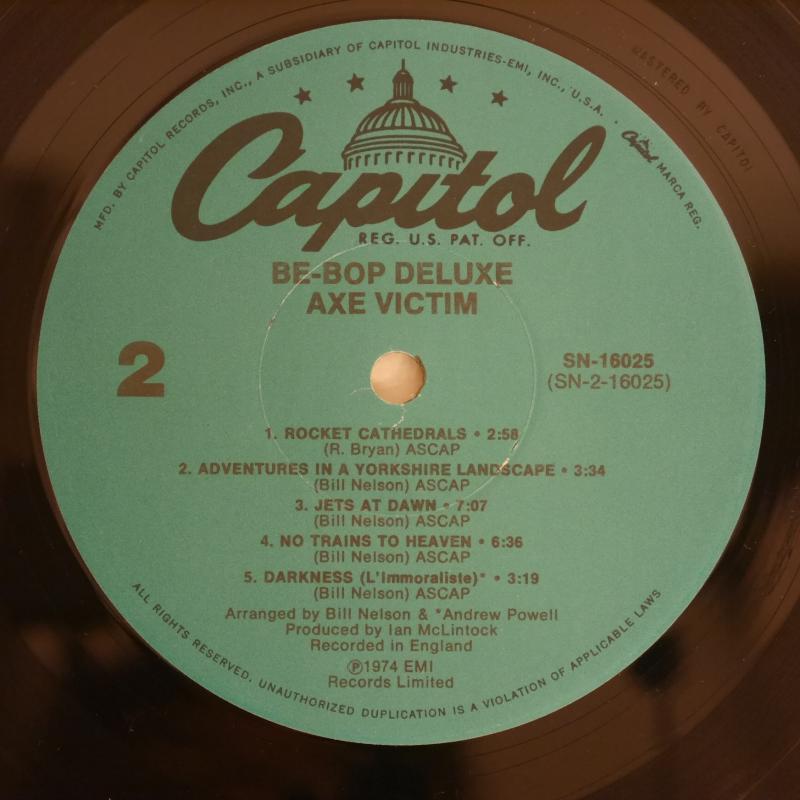 MFD. BY CAPITOL RECORDS, INC., A SUBSIDIARY OF CAPITOL INDUSTRIES-EMI, INC., U.S.A. · Capitol MARCA REG.
MASTERED BY CAPITOL
Capitol
REG. U.S. PAT. OFF.
BE-BOP DELUXE
AXE VICTIM
2
SN-16025
(SN-2-16025)
1. ROCKET CATHEDRALS • 2:58
(R. Bryan) ASCAP
2. ADVENTURES IN A YORKSHIRE LANDSCAPE • 3:34
(Bill Nelson) ASCAP
3. JETS AT DAWN • 7:07
(Bill Nelson) ASCAP
4. NO TRAINS TO HEAVEN • 6:36
(Bill Nelson) ASCAP
5. DARKNESS (L'Immoraliste)* • 3:19
(Bill Nelson) ASCAP
Arranged by Bill Nelson & *Andrew Powell
Produced by Ian McLintock
Recorded in England
℗1974 EMI
Records Limited
ALL RIGHTS RESERVED. UNAUTHORIZED DUPLICATION IS A VIOLATION OF APPLICABLE LAWS